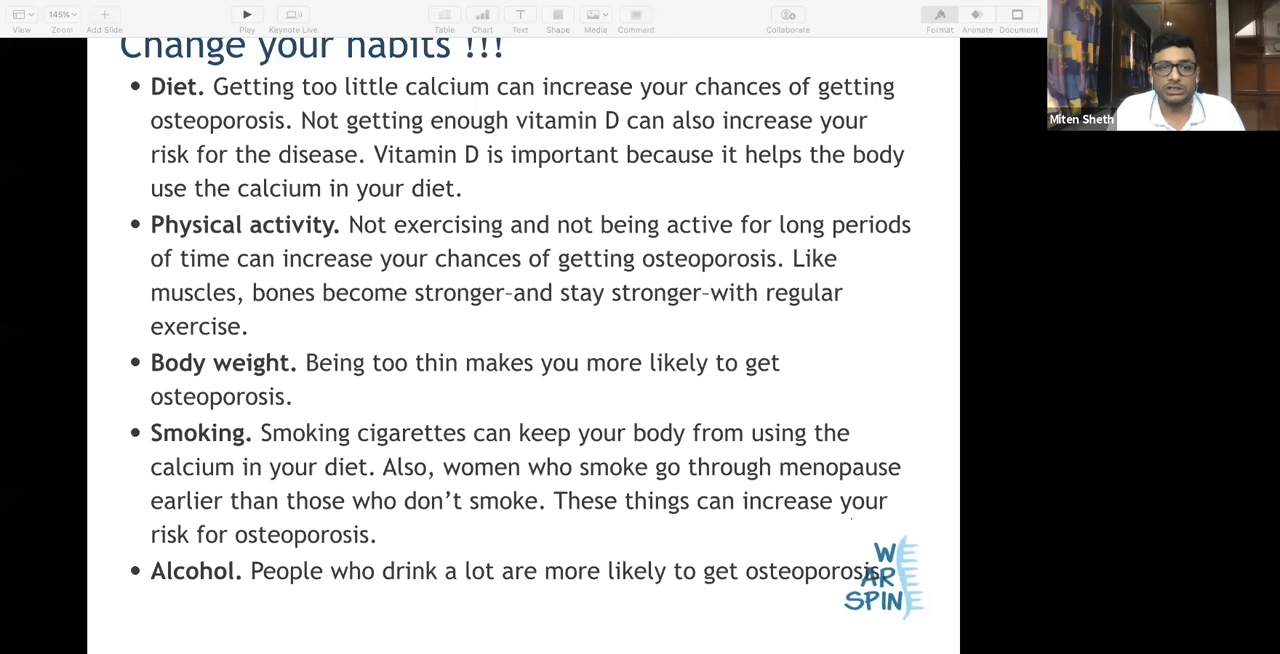 145%
View
Zoom
Add Slide
Play
Keynote Live
Table
Chart
Text
Shape
Media
Comment
Collaborate
Format
Animate
Document
Miten Sheth
Change your habits !!!
• Diet. Getting too little calcium can increase your chances of getting
osteoporosis. Not getting enough vitamin D can also increase your
risk for the disease. Vitamin D is important because it helps the body
use the calcium in your diet.
• Physical activity. Not exercising and not being active for long periods
of time can increase your chances of getting osteoporosis. Like
muscles, bones become stronger–and stay stronger–with regular
exercise.
• Body weight. Being too thin makes you more likely to get
osteoporosis.
• Smoking. Smoking cigarettes can keep your body from using the
calcium in your diet. Also, women who smoke go through menopause
earlier than those who don’t smoke. These things can increase your
risk for osteoporosis.
• Alcohol. People who drink a lot are more likely to get osteoporosis.
W
AR
SPIN